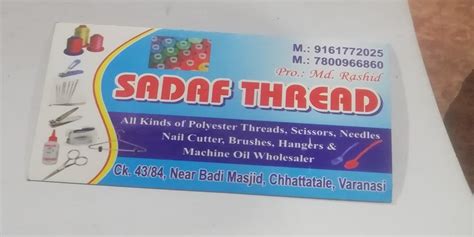 M.: 9161772025
M.: 7800966860
Pro.: Md. Rashid
SADAF THREAD
All Kinds of Polyester Threads, Scissors, Needles
Nail Cutter, Brushes, Hangers &
Machine Oil Wholesaler
Ck. 43/84, Near Badi Masjid, Chhattatale, Varanasi